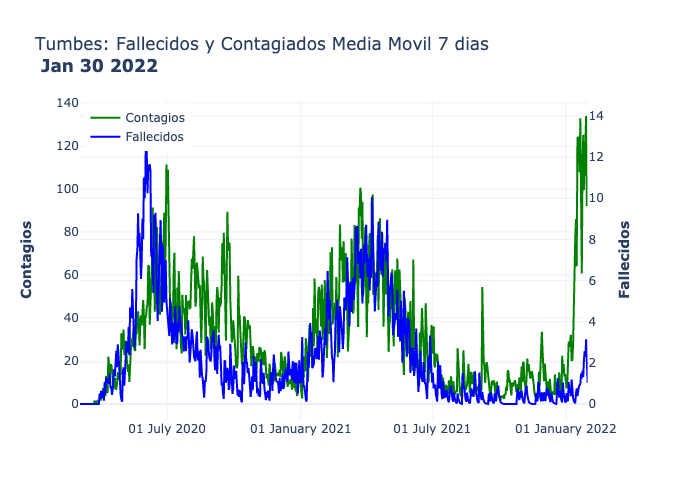 Tumbes: Fallecidos y Contagiados Media Movil 7 dias
Jan 30 2022
Contagios
Fallecidos
140
120
100
80
60
40
20
0
14
12
10
8
6
4
2
0
Contagios
Fallecidos
01 July 2020
01 January 2021
01 July 2021
01 January 2022